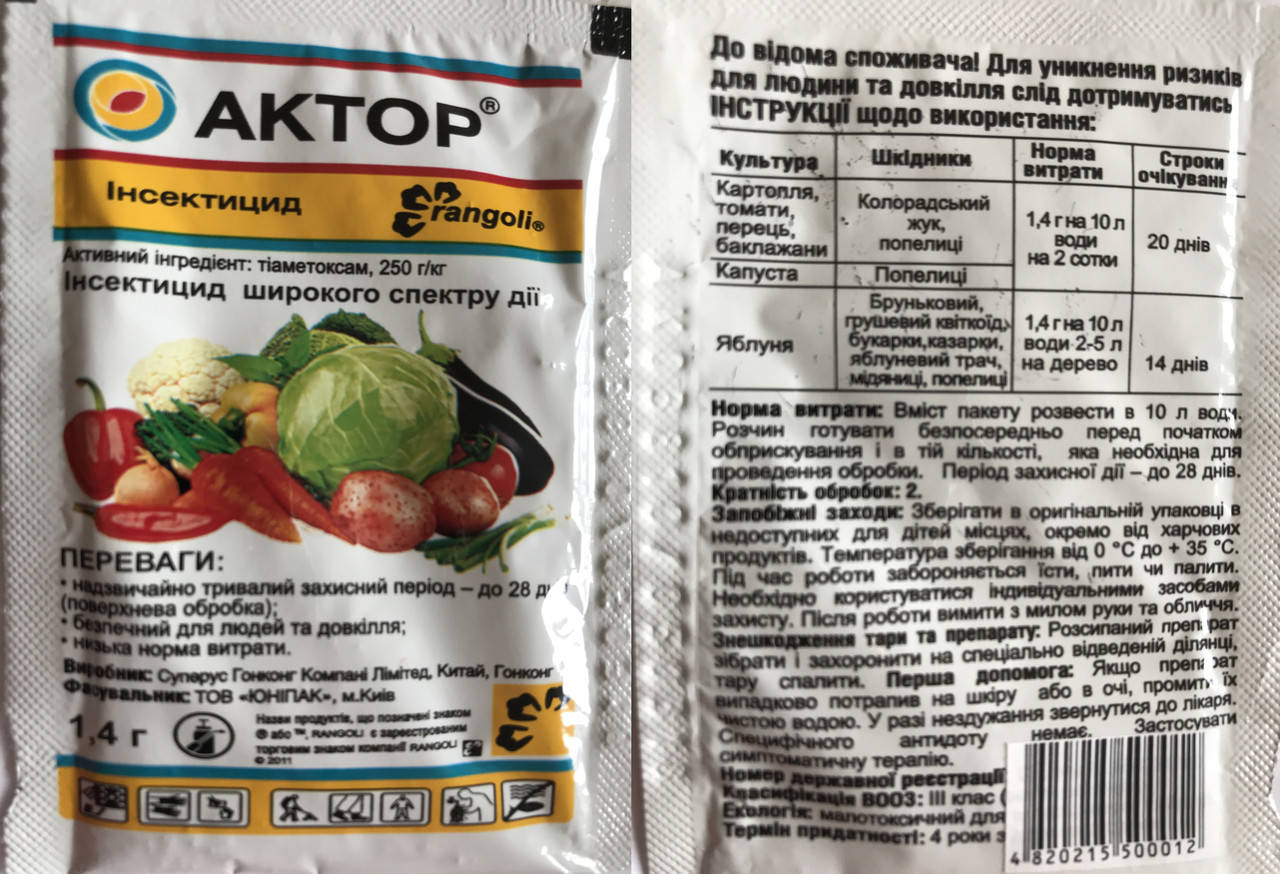 АКТОР®
Інсектицид
rangoli®
Активний інгредієнт: тіаметоксам, 250 г/кг
Інсектицид широкого спектру дії
ПЕРЕВАГИ:
• надзвичайно тривалий захисний період – до 28
(поверхнева обробка);
• безпечний для людей та довкілля;
• низька норма витрати.
Виробник: Суперус Гонконг Компані Лімітед, Китай, Гонконг
Фасувальник: ТОВ «ЮНІПАК», м.Київ
1,4 г
Назви продуктів, що позначені знаком
® або ™, RANGOLI є зареєстрованим
торговим знаком компанії RANGOLI
© 2011
До відома споживача! Для уникнення ризиків
для людини та довкілля слід дотримуватись
ІНСТРУКЦІЇ щодо використання:
Культура Шкідники Норма витрати Строки очікуванн
Картопля,
томати,
перець,
баклажани
Колорадський
жук,
попелиці
1,4 г на 10 л
води
на 2 сотки
20 днів
Капуста Попелиці
Яблуня
Бруньковий,
грушевий квіткоїд,
букарки,казарки,
яблуневий трач,
мідяниці, попелиці
1,4 г на 10 л
води 2-5 л
на дерево
14 днів
Норма витрати: Вміст пакету розвести в 10 л води.
Розчин готувати безпосередньо перед початком
обприскування і в тій кількості, яка необхідна для
проведення обробки. Період захисної дії – до 28 днів.
Кратність обробок: 2.
Запобіжні заходи: Зберігати в оригінальній упаковці в
недоступних для дітей місцях, окремо від харчових
продуктів. Температура зберігання від 0 °С до + 35 °С.
Під час роботи забороняється їсти, пити чи палити.
Необхідно користуватися індивідуальними засобами
захисту. Після роботи вимити з милом руки та обличчя.
Знешкодження тари та препарату: Розсипаний препарат
зібрати і захоронити на спеціально відведеній ділянці,
тару спалити. Перша допомога: Якщо препарат
випадково потрапив на шкіру або в очі, промити їх
чистою водою. У разі нездужання звернутися до лікаря.
Специфічного антидоту немає. Застосувати
симптоматичну терапію.
Номер державної реєстрації
Класифікація ВООЗ: III клас (
Екологія: малотоксичний для
Термін придатності: 4 роки з
4 820215 500012